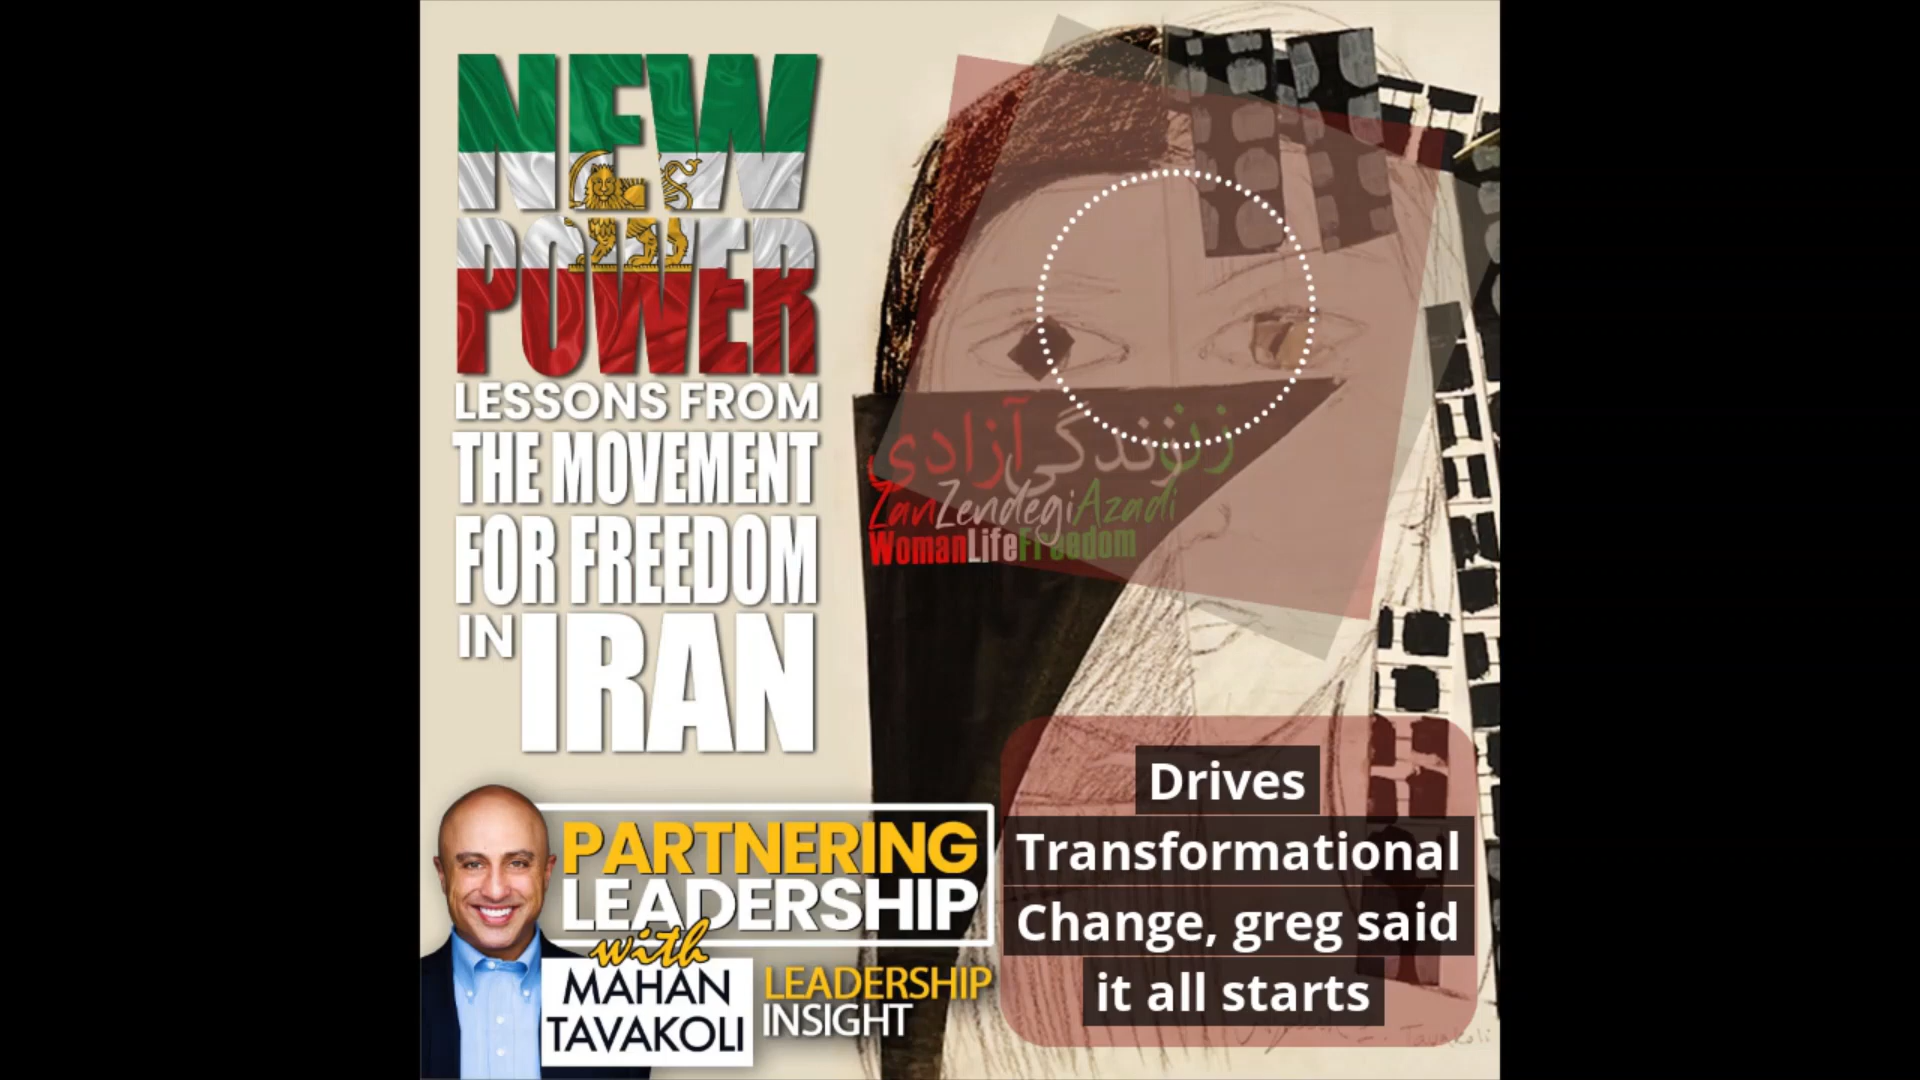 NEW
POWER
LESSONS FROM
THE MOVEMENT
FOR FREEDOM
IN IRAN
زن زندگی آزادی
ZanZendegiAzadi
WomanLifeFreedom
PARTNERING
LEADERSHIP
with
MAHAN
TAVAKOLI
LEADERSHIP
INSIGHT
Drives
Transformational
Change, greg said
it all starts
Tavakoli